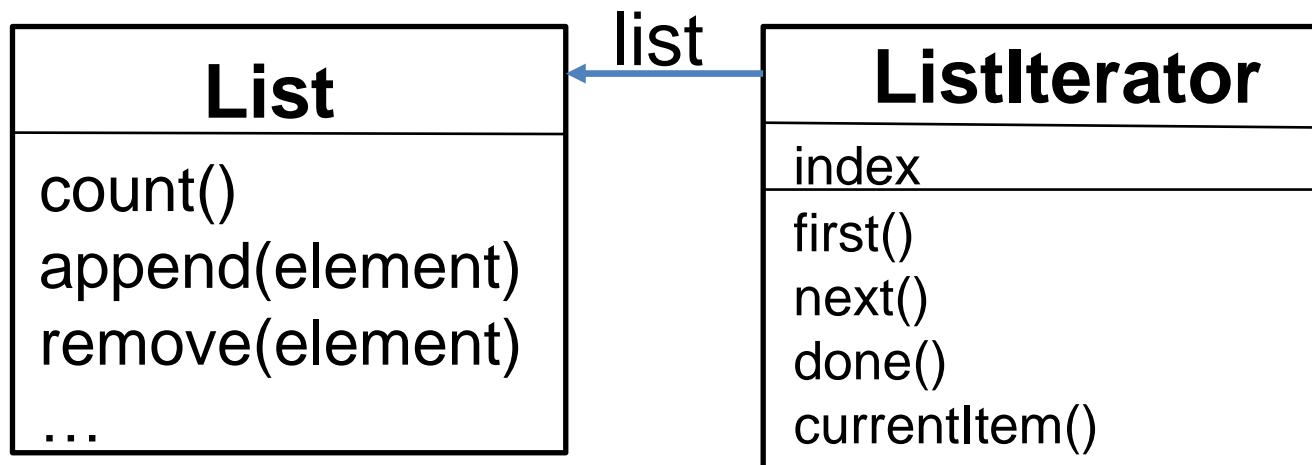 List
count()
append(element)
remove(element)
…
list
ListIterator
index
first()
next()
done()
currentItem()